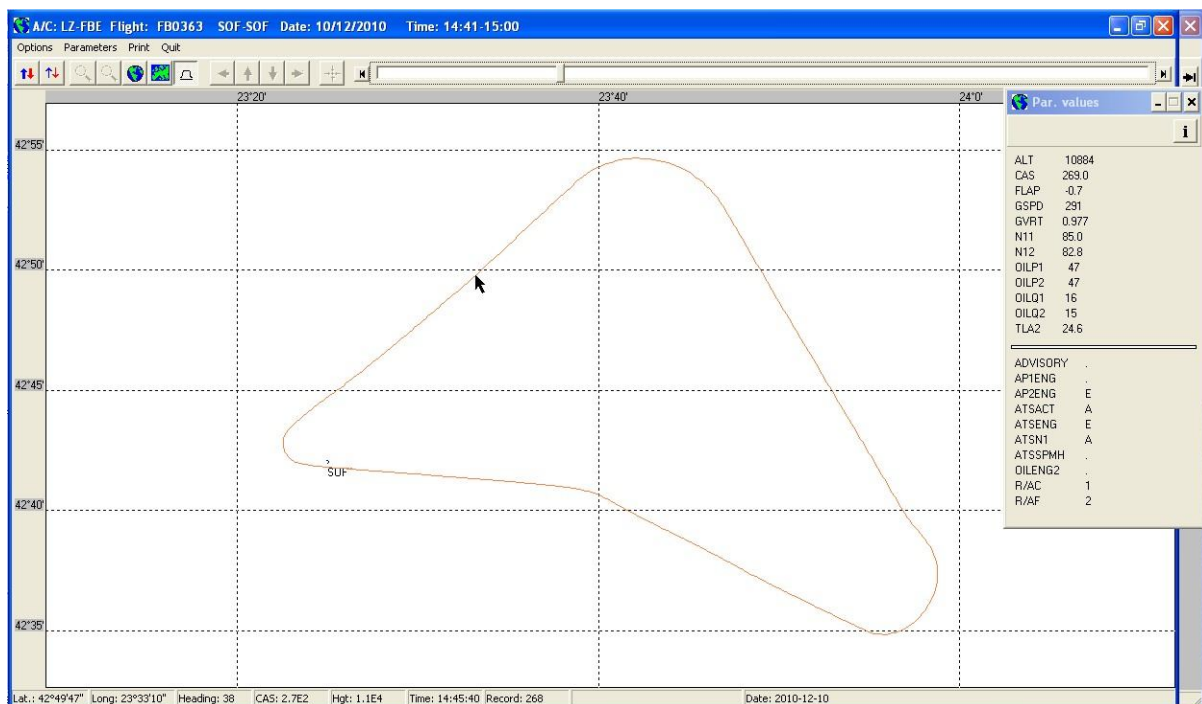 A/C: LZ-FBE Flight: FB0363 SOF-SOF Date: 10/12/2010 Time: 14:41-15:00
Options Parameters Print Quit
23°20' 23°40' 24°0'
42°55'
42°50'
42°45'
SOF
42°40'
42°35'
Par. values
i
ALT 10884
CAS 269.0
FLAP -0.7
GSPD 291
GVRT 0.977
N11 85.0
N12 82.8
OILP1 47
OILP2 47
OILQ1 16
OILQ2 15
TLA2 24.6
ADVISORY .
AP1ENG .
AP2ENG E
ATSACT A
ATSENG E
ATSN1 A
ATSSPMH .
OILENG2 .
R/AC 1
R/AF 2
Lat.: 42°49'47" Long: 23°33'10" Heading: 38 CAS: 2.7E2 Hgt: 1.1E4 Time: 14:45:40 Record: 268 Date: 2010-12-10